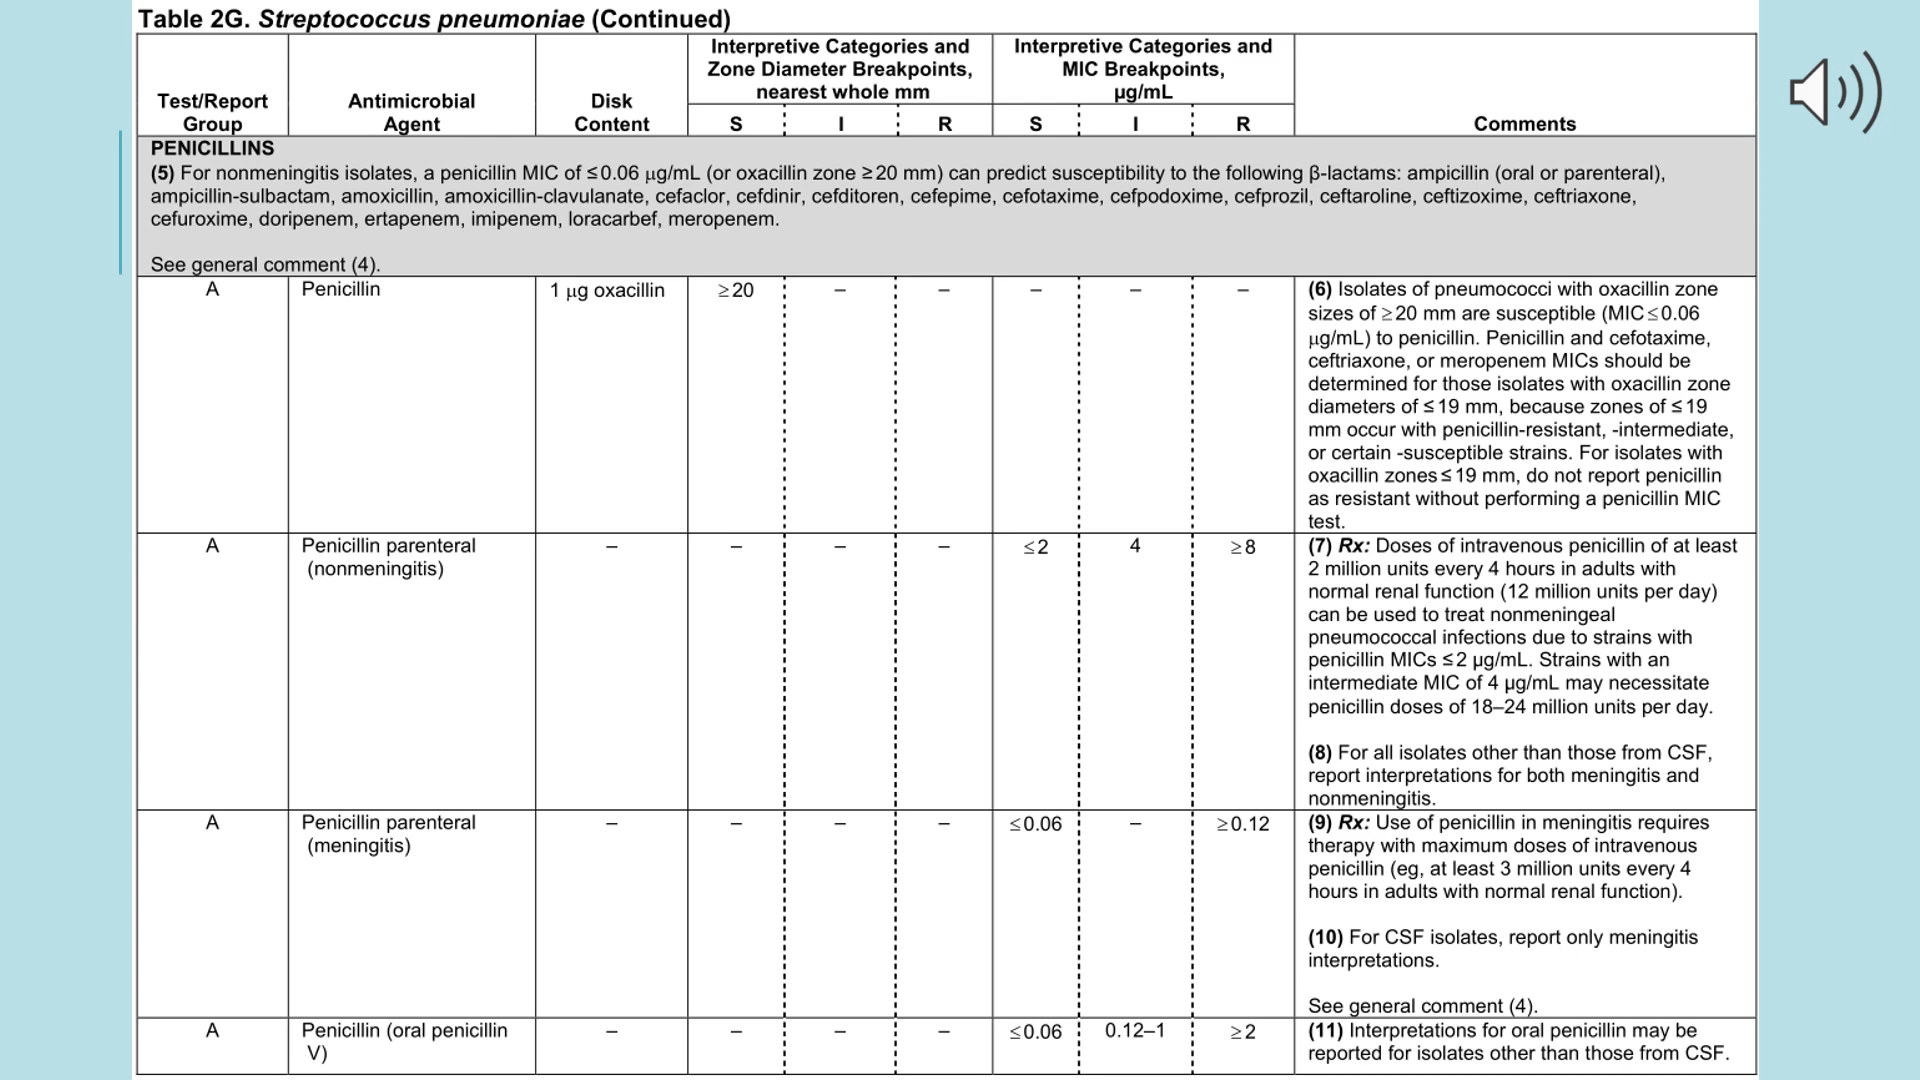 Table 2G. Streptococcus pneumoniae (Continued)
Test/Report
Group
Antimicrobial
Agent
Disk
Content
Interpretive Categories and
Zone Diameter Breakpoints,
nearest whole mm
S I R
Interpretive Categories and
MIC Breakpoints,
µg/mL
S I R
Comments
PENICILLINS
(5) For nonmeningitis isolates, a penicillin MIC of ≤0.06 µg/mL (or oxacillin zone ≥20 mm) can predict susceptibility to the following β-lactams: ampicillin (oral or parenteral),
ampicillin-sulbactam, amoxicillin, amoxicillin-clavulanate, cefaclor, cefdinir, cefditoren, cefepime, cefotaxime, cefpodoxime, cefprozil, ceftaroline, ceftizoxime, ceftriaxone,
cefuroxime, doripenem, ertapenem, imipenem, loracarbef, meropenem.
See general comment (4).
A
Penicillin
1 µg oxacillin
≥20 – – – – –
(6) Isolates of pneumococci with oxacillin zone
sizes of ≥20 mm are susceptible (MIC≤0.06
µg/mL) to penicillin. Penicillin and cefotaxime,
ceftriaxone, or meropenem MICs should be
determined for those isolates with oxacillin zone
diameters of ≤19 mm, because zones of ≤19
mm occur with penicillin-resistant, -intermediate,
or certain -susceptible strains. For isolates with
oxacillin zones≤19 mm, do not report penicillin
as resistant without performing a penicillin MIC
test.
A
Penicillin parenteral
(nonmeningitis)
– – – – ≤2 4 ≥8
(7) Rx: Doses of intravenous penicillin of at least
2 million units every 4 hours in adults with
normal renal function (12 million units per day)
can be used to treat nonmeningeal
pneumococcal infections due to strains with
penicillin MICs ≤2 µg/mL. Strains with an
intermediate MIC of 4 µg/mL may necessitate
penicillin doses of 18–24 million units per day.
(8) For all isolates other than those from CSF,
report interpretations for both meningitis and
nonmeningitis.
A
Penicillin parenteral
(meningitis)
– – – – ≤0.06 – ≥0.12
(9) Rx: Use of penicillin in meningitis requires
therapy with maximum doses of intravenous
penicillin (eg, at least 3 million units every 4
hours in adults with normal renal function).
(10) For CSF isolates, report only meningitis
interpretations.
See general comment (4).
A
Penicillin (oral penicillin
V)
– – – – ≤0.06 0.12–1 ≥2
(11) Interpretations for oral penicillin may be
reported for isolates other than those from CSF.